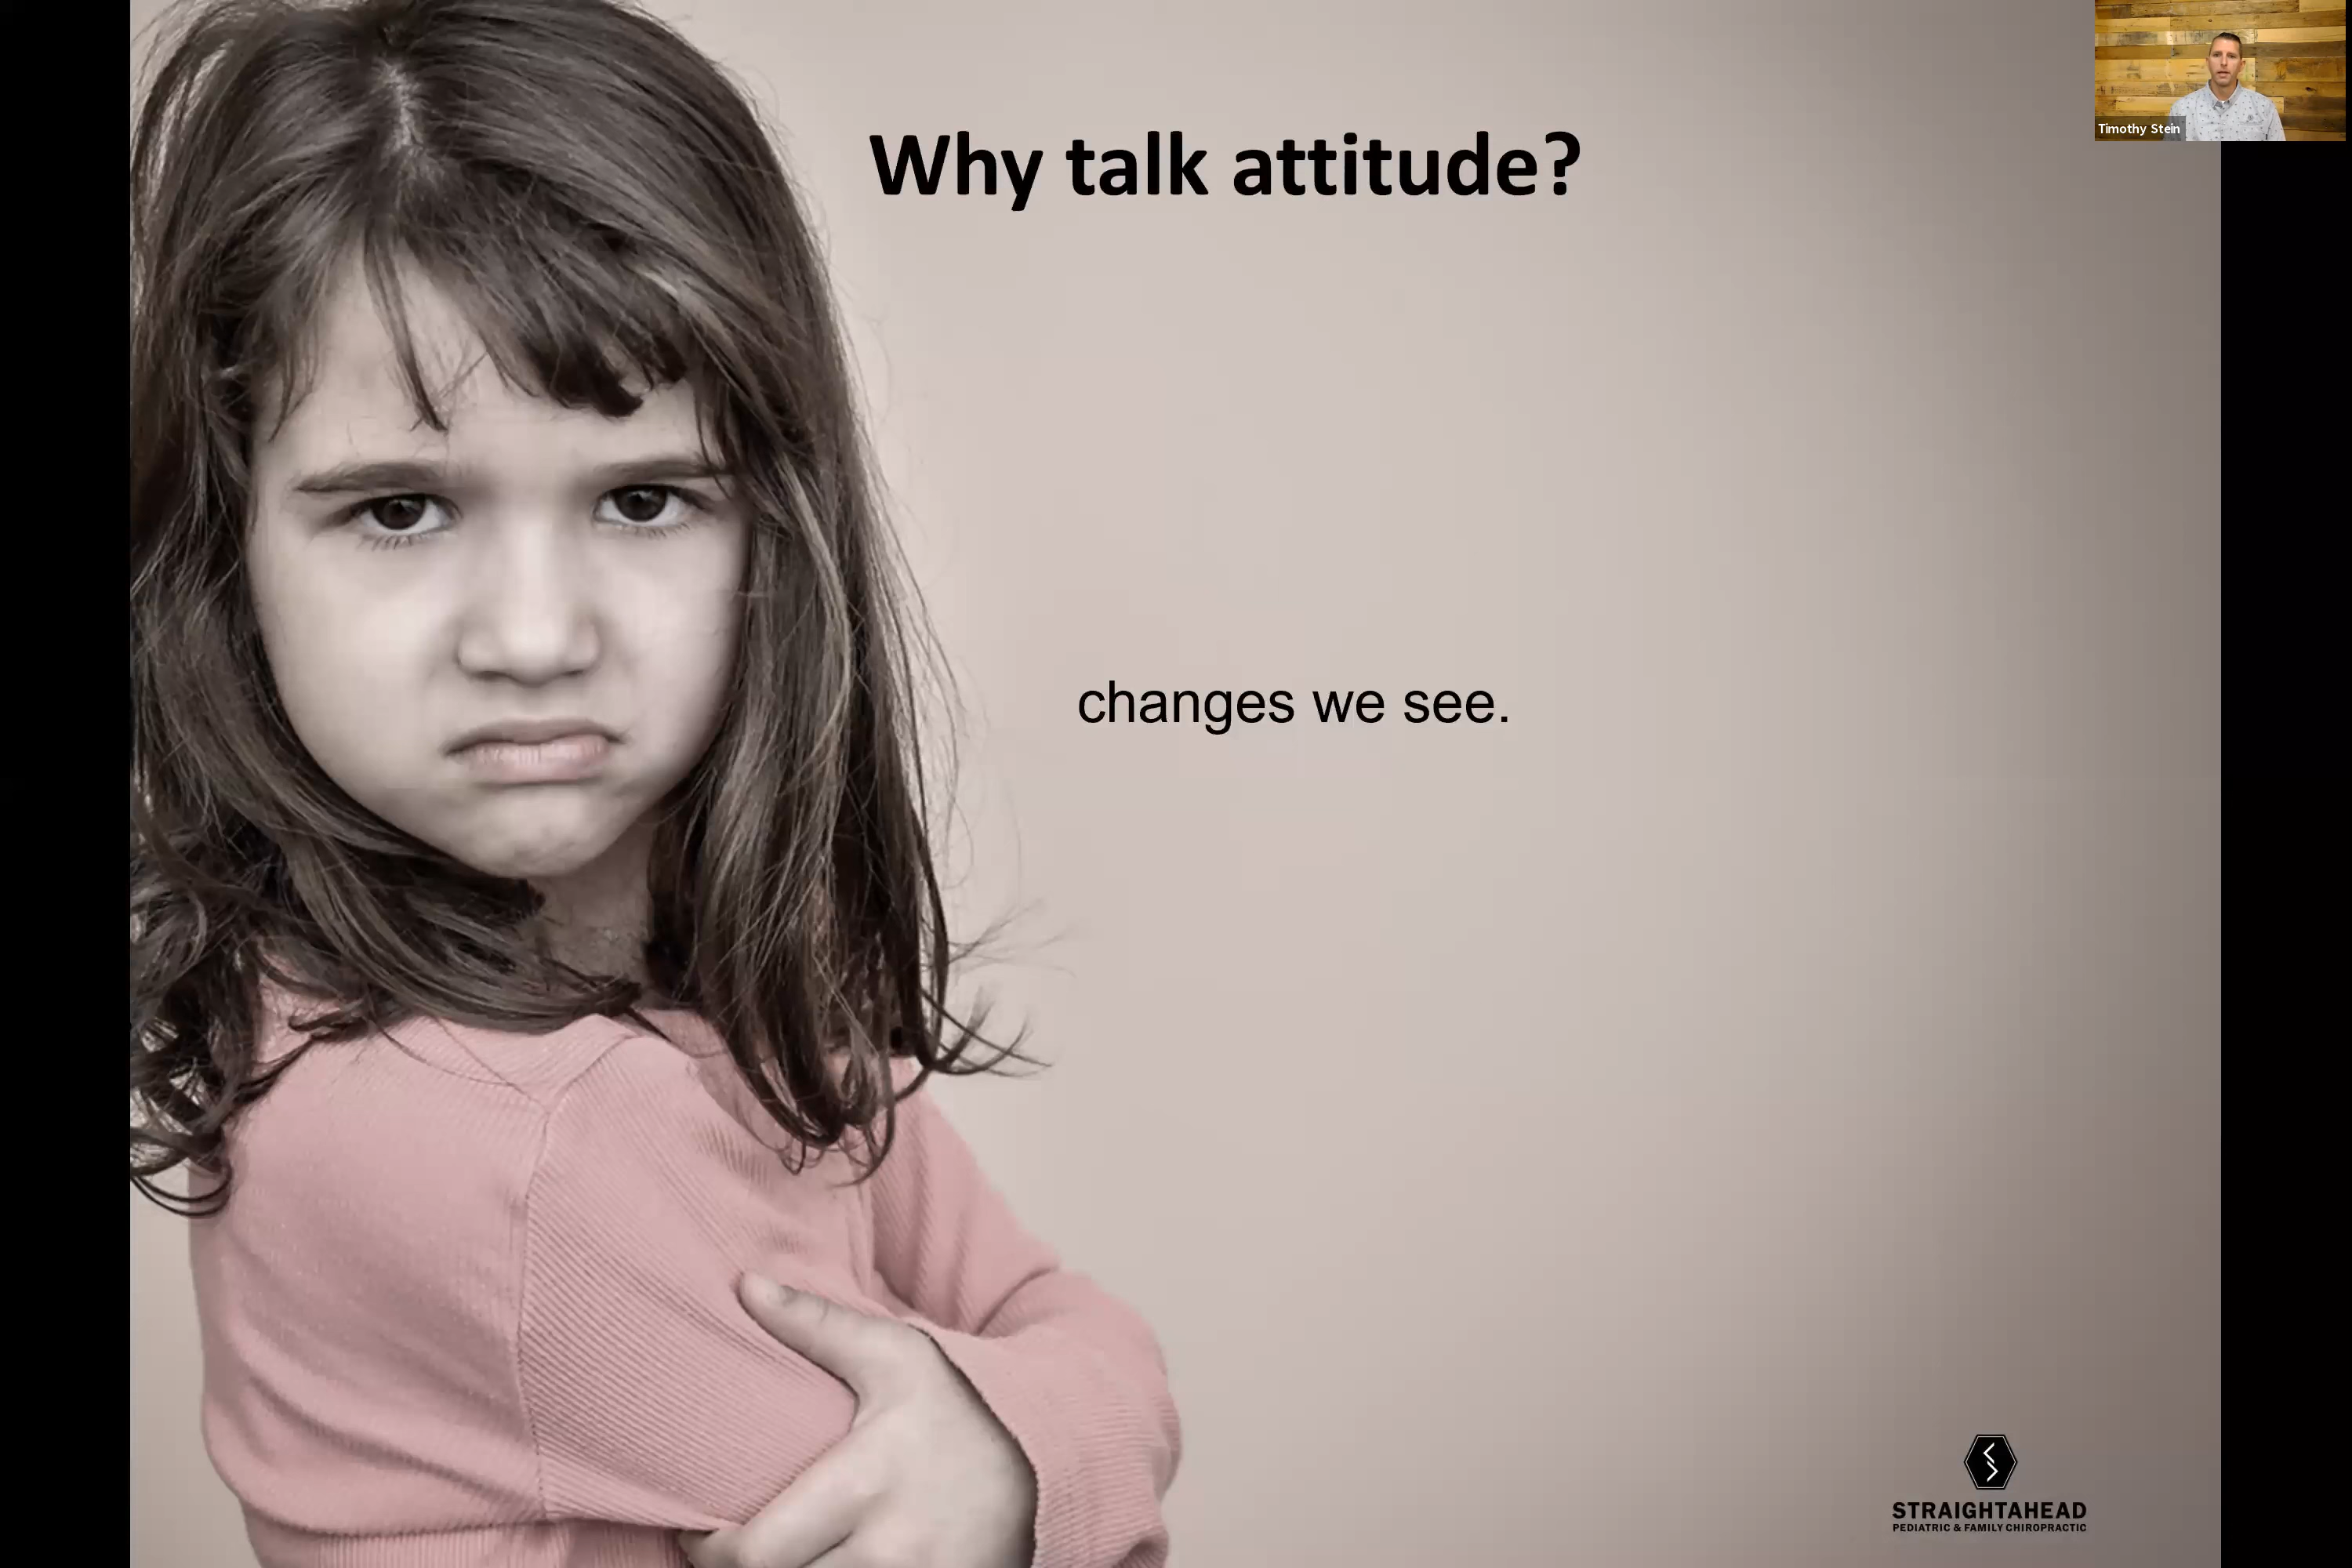 Why talk attitude?
Timothy Stein
changes we see.
STRAIGHTAHEAD
PEDIATRIC & FAMILY CHIROPRACTIC